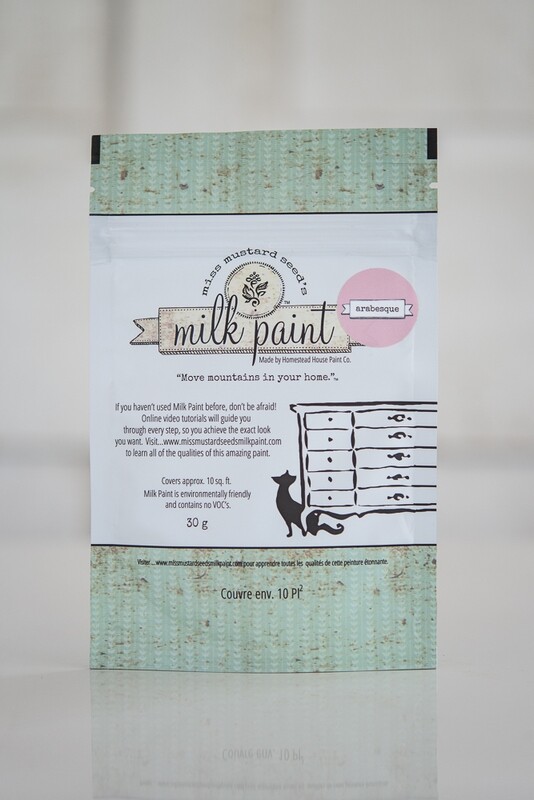 miss mustard seed's
TM
milk paint
arabesque
Made by Homestead House Paint Co.
"Move mountains in your home."™
If you haven't used Milk Paint before, don't be afraid!
Online video tutorials will guide you
through every step, so you achieve the exact look
you want. Visit...www.missmustardseedsmilkpaint.com
to learn all of the qualities of this amazing paint.
Covers approx. 10 sq. ft.
Milk Paint is environmentally friendly
and contains no VOC's.
30 g
Visiter ... www.missmustardseedsmilkpaint.com pour apprendre toutes les qualités de cette peinture étonnante.
Couvre env. 10 PI²